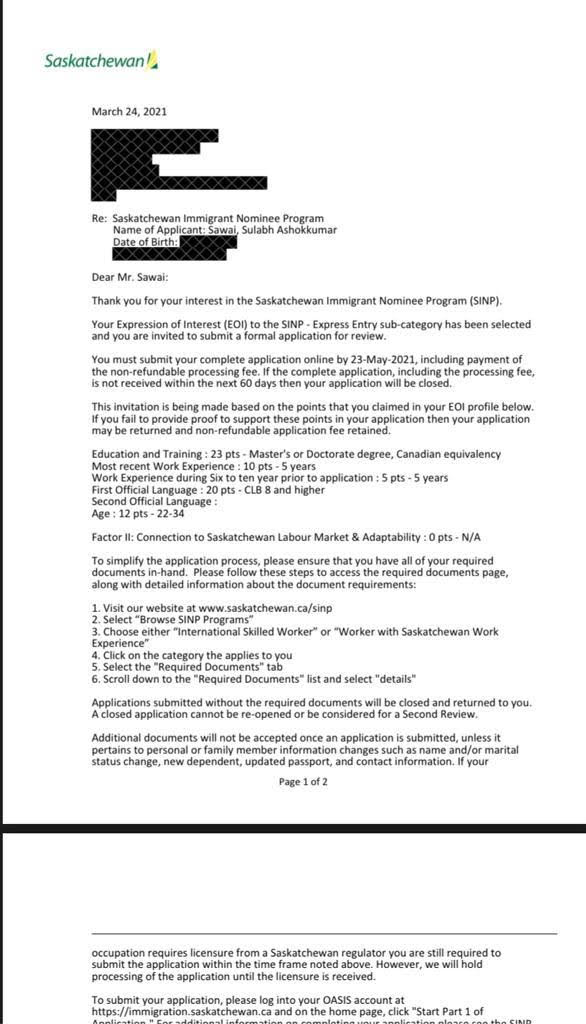 Saskatchewan
March 24, 2021
Re: Saskatchewan Immigrant Nominee Program
Name of Applicant: Sawai, Sulabh Ashokkumar
Date of Birth:
Dear Mr. Sawai:
Thank you for your interest in the Saskatchewan Immigrant Nominee Program (SINP).
Your Expression of Interest (EOI) to the SINP - Express Entry sub-category has been selected
and you are invited to submit a formal application for review.
You must submit your complete application online by 23-May-2021, including payment of
the non-refundable processing fee. If the complete application, including the processing fee,
is not received within the next 60 days then your application will be closed.
This invitation is being made based on the points that you claimed in your EOI profile below.
If you fail to provide proof to support these points in your application then your application
may be returned and non-refundable application fee retained.
Education and Training : 23 pts - Master's or Doctorate degree, Canadian equivalency
Most recent Work Experience : 10 pts - 5 years
Work Experience during Six to ten year prior to application : 5 pts - 5 years
First Official Language : 20 pts - CLB 8 and higher
Second Official Language :
Age : 12 pts - 22-34
Factor II: Connection to Saskatchewan Labour Market & Adaptability : 0 pts - N/A
To simplify the application process, please ensure that you have all of your required
documents in-hand. Please follow these steps to access the required documents page,
along with detailed information about the document requirements:
1. Visit our website at www.saskatchewan.ca/sinp
2. Select “Browse SINP Programs”
3. Choose either “International Skilled Worker” or “Worker with Saskatchewan Work
Experience”
4. Click on the category the applies to you
5. Select the "Required Documents" tab
6. Scroll down to the "Required Documents" list and select "details"
Applications submitted without the required documents will be closed and returned to you.
A closed application cannot be re-opened or be considered for a Second Review.
Additional documents will not be accepted once an application is submitted, unless it
pertains to personal or family member information changes such as name and/or marital
status change, new dependent, updated passport, and contact information. If your
Page 1 of 2
occupation requires licensure from a Saskatchewan regulator you are still required to
submit the application within the time frame noted above. However, we will hold
processing of the application until the licensure is received.
To submit your application, please log into your OASIS account at
https://immigration.saskatchewan.ca and on the home page, click "Start Part 1 of
Application." For additional information on completing your application please see the SINP